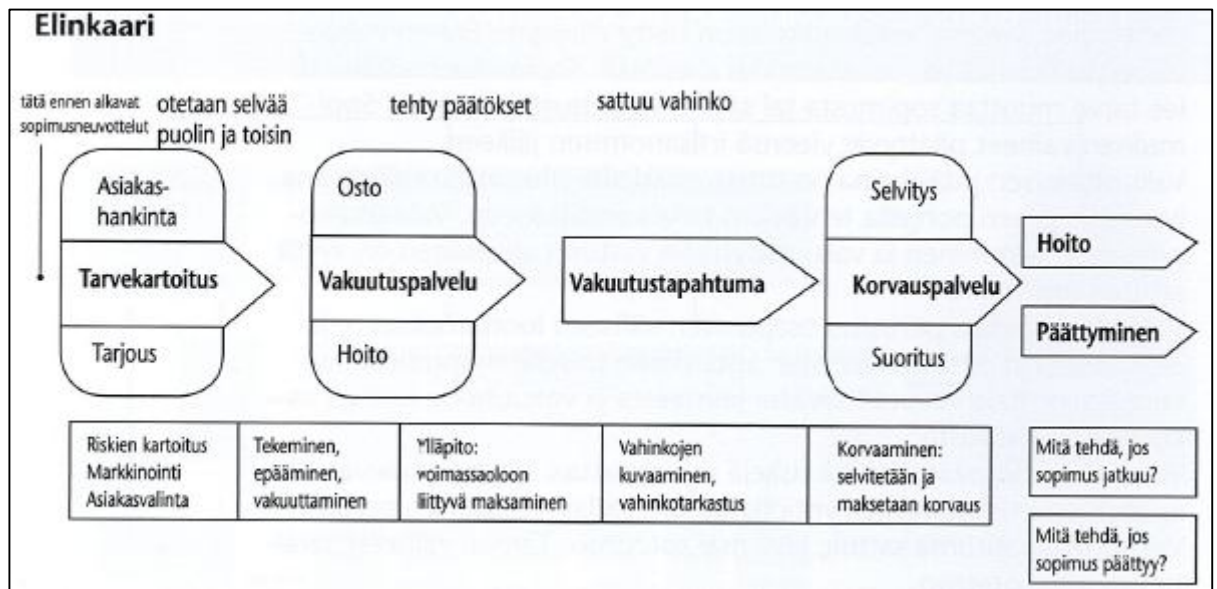 Elinkaari
tätä ennen alkavat
sopimusneuvottelut
otetaan selvää
puolin ja toisin
tehty päätökset
sattuu vahinko
Asiakas-
hankinta
Tarvekartoitus
Tarjous
Osto
Vakuutuspalvelu
Hoito
Vakuutustapahtuma
Selvitys
Korvauspalvelu
Suoritus
Hoito
Päättyminen
Riskien kartoitus
Markkinointi
Asiakasvalinta
Tekeminen,
epääminen,
vakuuttaminen
Ylläpito:
voimassaoloon
liittyvä maksaminen
Vahinkojen
kuvaaminen,
vahinkotarkastus
Korvaaminen:
selvitetään ja
maksetaan korvaus
Mitä tehdä, jos
sopimus jatkuu?
Mitä tehdä, jos
sopimus päättyy?